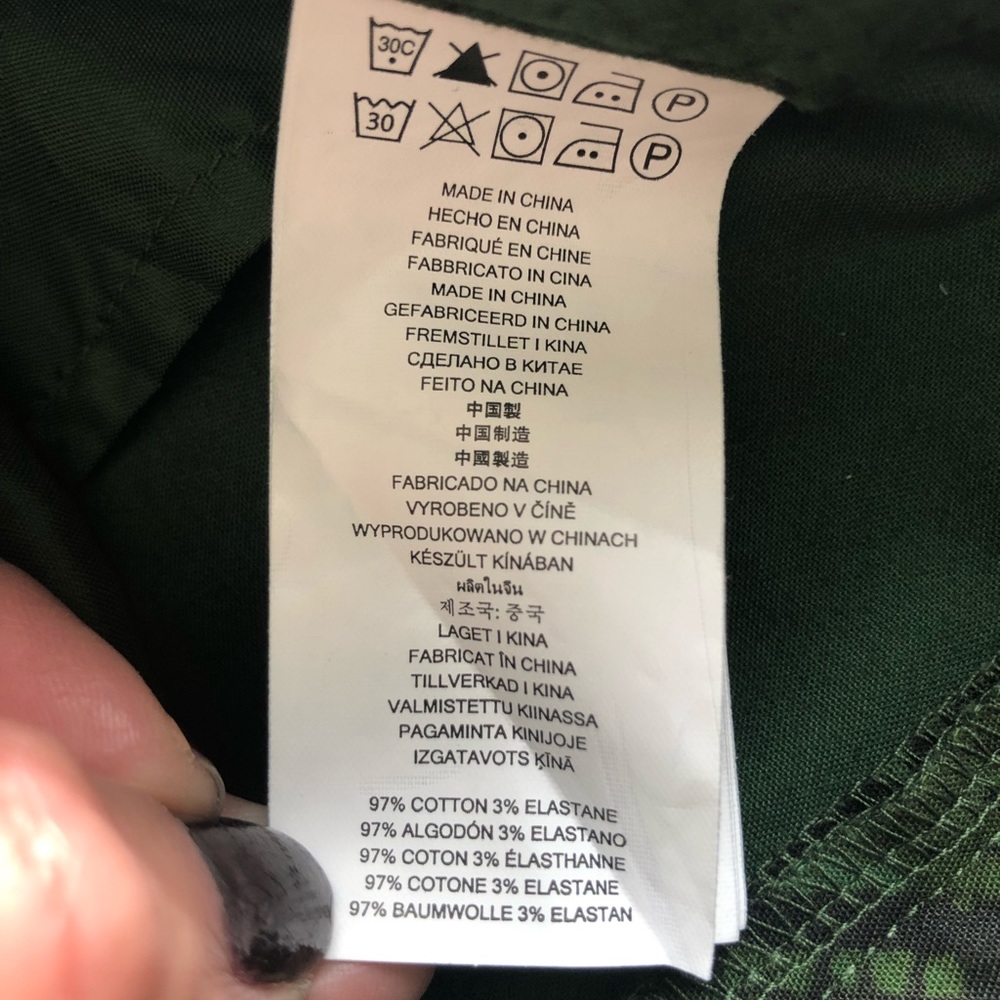 30C P
30 P
MADE IN CHINA
HECHO EN CHINA
FABRIQUÉ EN CHINE
FABBRICATO IN CINA
MADE IN CHINA
GEFABRICEERD IN CHINA
FREMSTILLET I KINA
СДЕЛАНО В КИТАЕ
FEITO NA CHINA
中国製
中国制造
中國製造
FABRICADO NA CHINA
VYROBENO V ČÍNĚ
WYPRODUKOWANO W CHINACH
KÉSZÜLT KÍNÁBAN
ผลิตในจีน
제조국: 중국
LAGET I KINA
FABRICAT ÎN CHINA
TILLVERKAD I KINA
VALMISTETTU KIINASSA
PAGAMINTA KINIJOJE
IZGATAVOTS ĶĪNĀ
97% COTTON 3% ELASTANE
97% ALGODÓN 3% ELASTANO
97% COTON 3% ÉLASTHANNE
97% COTONE 3% ELASTANE
97% BAUMWOLLE 3% ELASTAN